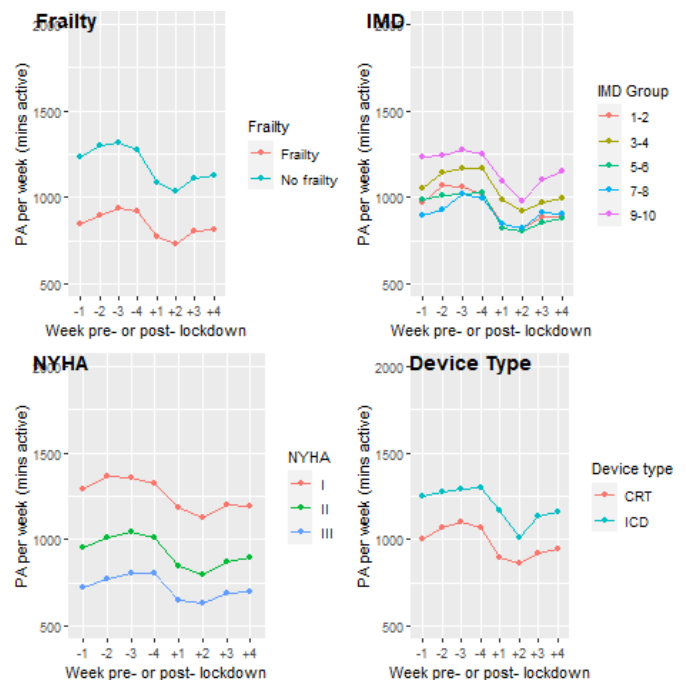 Frailty
2000
1500
1000
500
PA per week (mins active)
-1 -2 -3 -4 +1 +2 +3 +4
Week pre- or post- lockdown
Frailty
Frailty
No frailty
IMD
2000
1500
1000
500
PA per week (mins active)
-1 -2 -3 -4 +1 +2 +3 +4
Week pre- or post- lockdown
IMD Group
1-2
3-4
5-6
7-8
9-10
NYHA
2000
1500
1000
500
PA per week (mins active)
-1 -2 -3 -4 +1 +2 +3 +4
Week pre- or post- lockdown
NYHA
I
II
III
Device Type
2000
1500
1000
500
PA per week (mins active)
-1 -2 -3 -4 +1 +2 +3 +4
Week pre- or post- lockdown
Device type
CRT
ICD